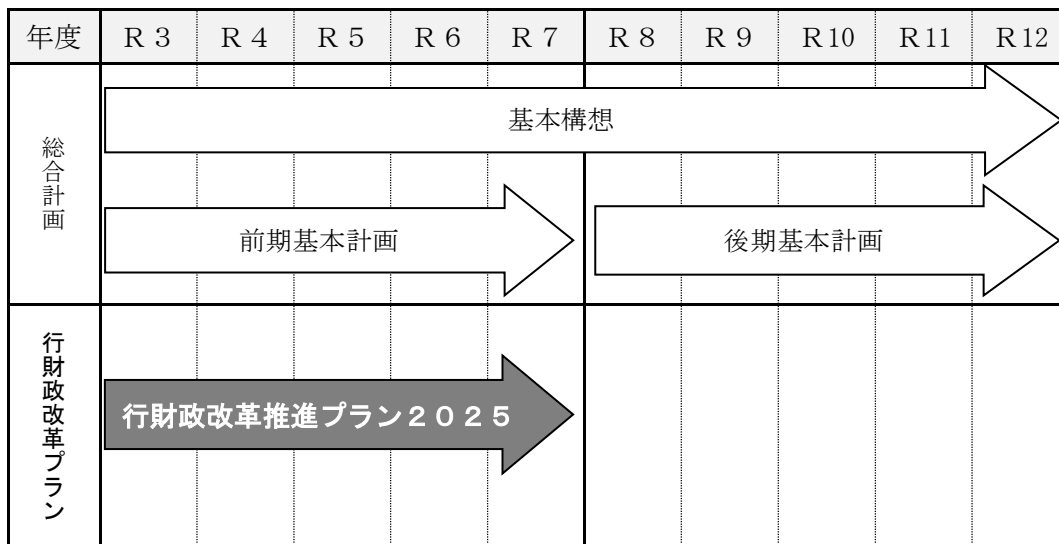 年度 R3 R4 R5 R6 R7 R8 R9 R10 R11 R12
総合計画
基本構想
前期基本計画 後期基本計画
行財政改革プラン
行財政改革推進プラン2025